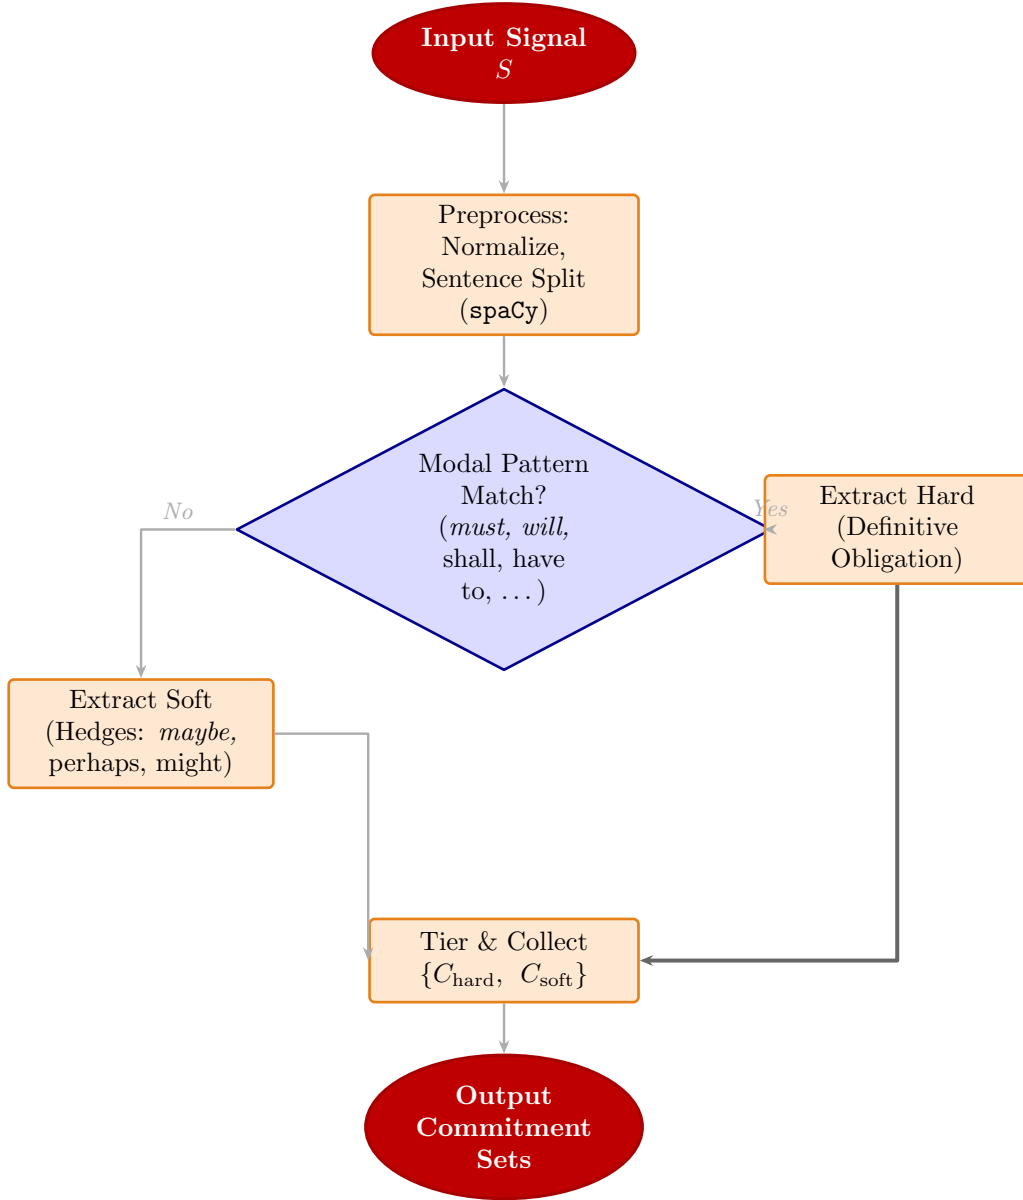 Input Signal
S
Preprocess:
Normalize,
Sentence Split
(spaCy)
Modal Pattern
Match?
(must, will,
shall, have
to, ...)
No
Yes
Extract Hard
(Definitive
Obligation)
Extract Soft
(Hedges: maybe,
perhaps, might)
Tier & Collect
{C_hard, C_soft}
Output
Commitment
Sets